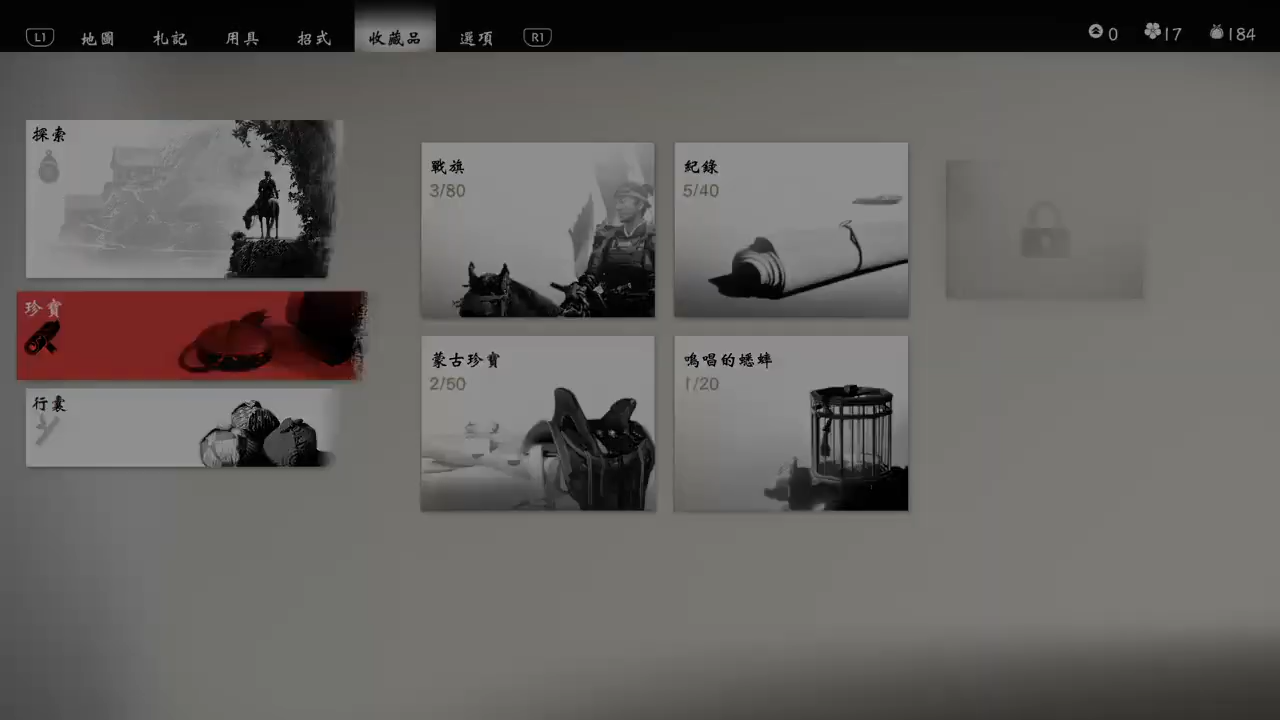 L1 地圖 札記 用具 招式 收藏品 選項 R1 0 17 184
探索
珍寶
行囊
戰旗
3/80
紀錄
5/40
蒙古珍寶
2/50
鳴唱的蟋蟀
1/20